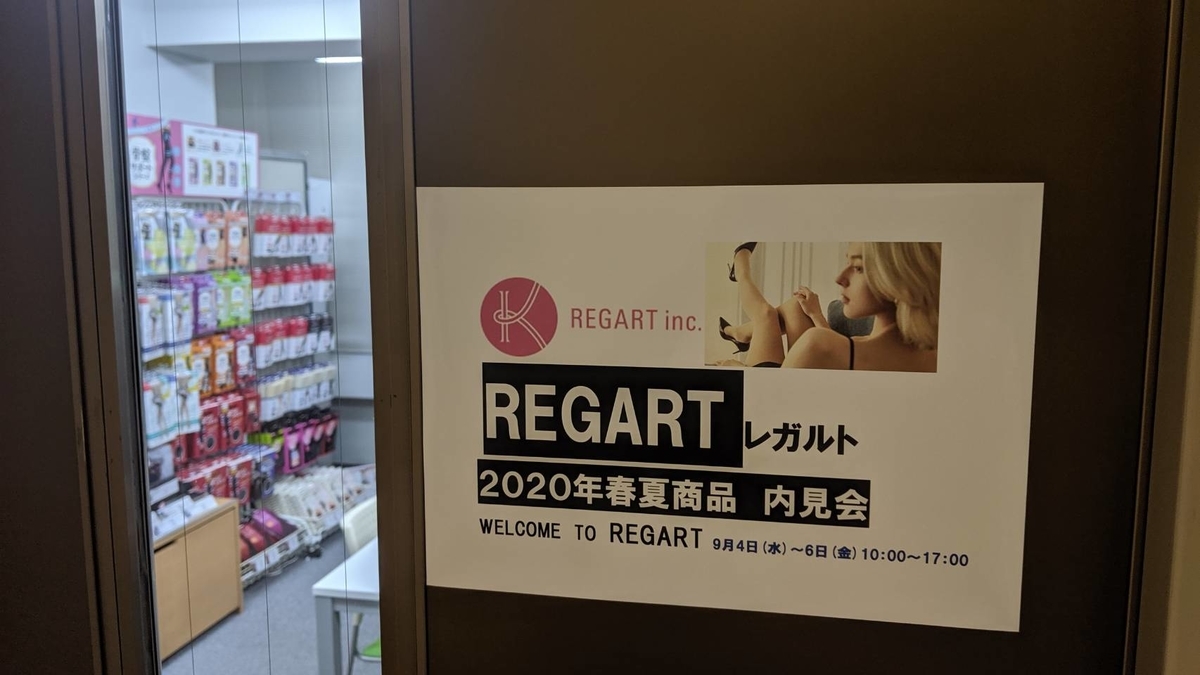 REGART inc.
REGART レガルト
2020年春夏商品 内見会
WELCOME TO REGART 9月4日(水)~6日(金)10:00~17:00